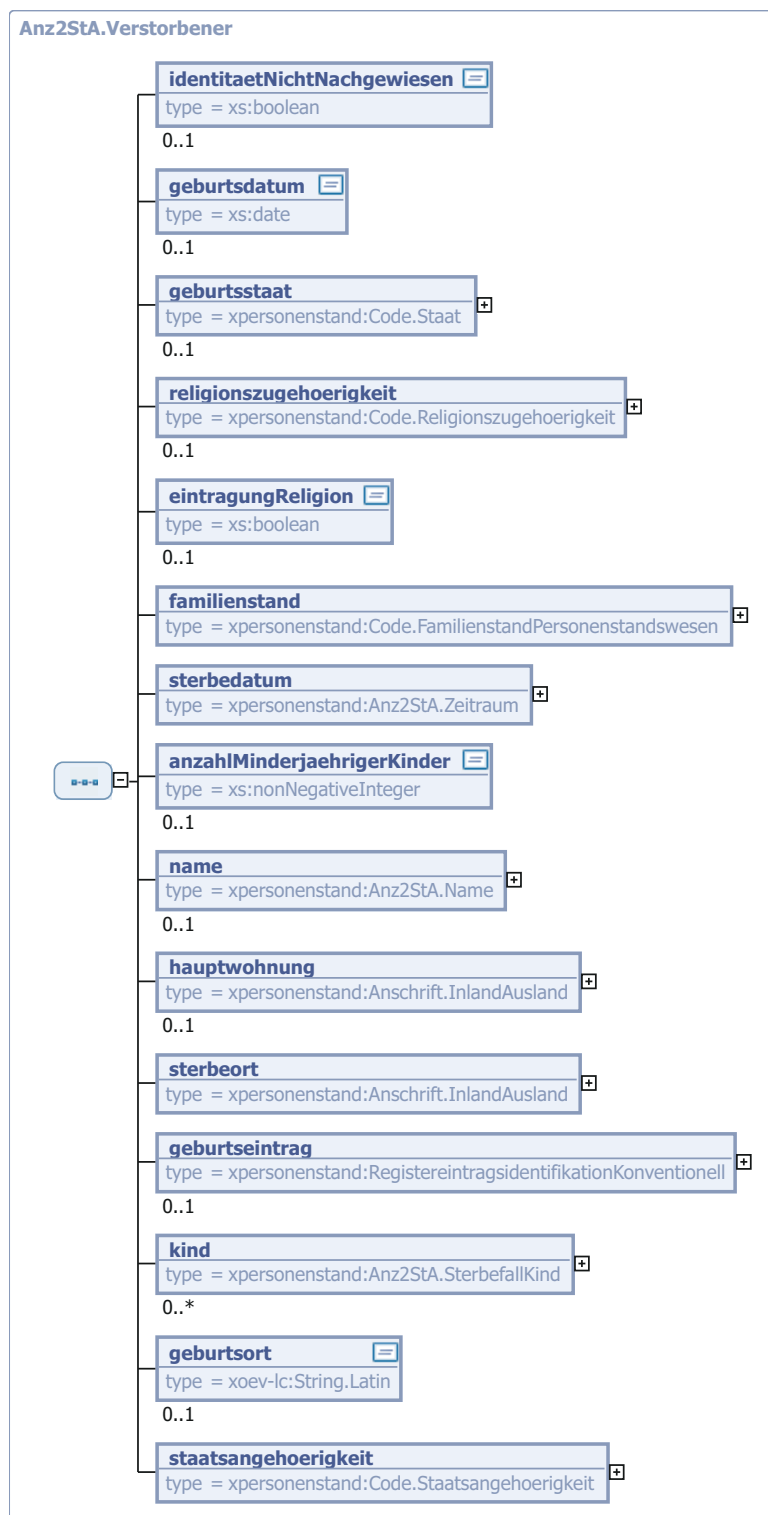 Anz2StA.Verstorbener
identitaetNichtNachgewiesen
type = xs:boolean
0..1
geburtsdatum
type = xs:date
0..1
geburtsstaat
type = xpersonenstand:Code.Staat
0..1
religionszugehoerigkeit
type = xpersonenstand:Code.Religionszugehoerigkeit
0..1
eintragungReligion
type = xs:boolean
0..1
familienstand
type = xpersonenstand:Code.FamilienstandPersonenstandswesen
sterbedatum
type = xpersonenstand:Anz2StA.Zeitraum
anzahlMinderjaehrigerKinder
type = xs:nonNegativeInteger
0..1
name
type = xpersonenstand:Anz2StA.Name
0..1
hauptwohnung
type = xpersonenstand:Anschrift.InlandAusland
0..1
sterbeort
type = xpersonenstand:Anschrift.InlandAusland
geburtseintrag
type = xpersonenstand:RegistereintragsidentifikationKonventionell
0..1
kind
type = xpersonenstand:Anz2StA.SterbefallKind
0..*
geburtsort
type = xoev-lc:String.Latin
0..1
staatsangehoerigkeit
type = xpersonenstand:Code.Staatsangehoerigkeit